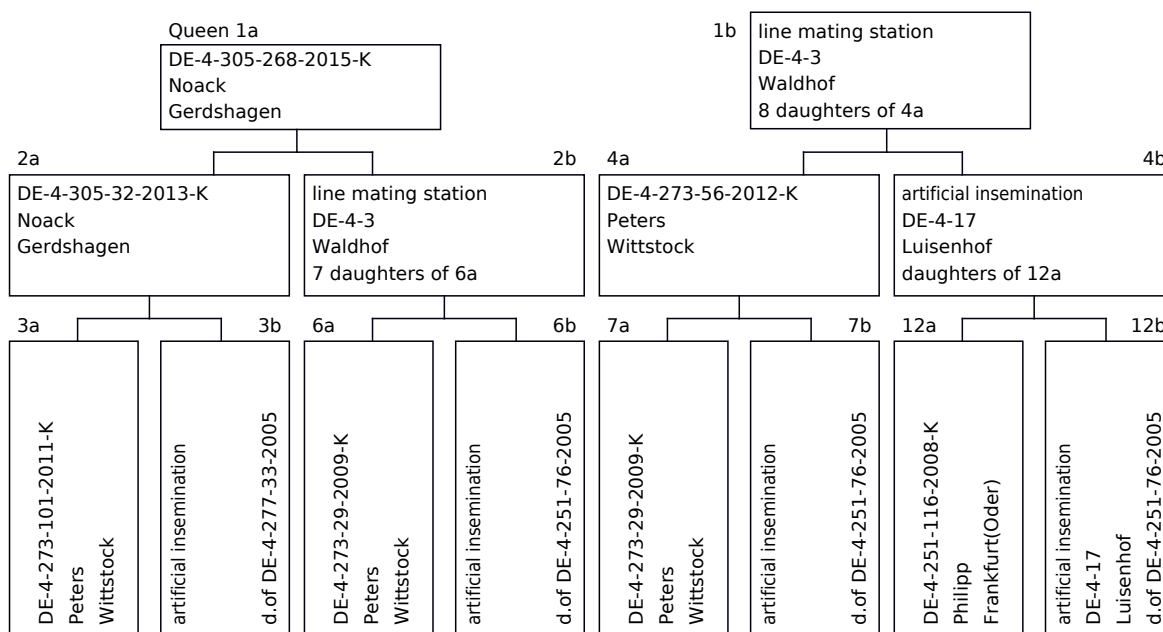 Queen 1a
DE-4-305-268-2015-K
Noack
Gerdshagen
1b
line mating station
DE-4-3
Waldhof
8 daughters of 4a
2a
DE-4-305-32-2013-K
Noack
Gerdshagen
2b
line mating station
DE-4-3
Waldhof
7 daughters of 6a
4a
DE-4-273-56-2012-K
Peters
Wittstock
4b
artificial insemination
DE-4-17
Luisenhof
daughters of 12a
3a
DE-4-273-101-2011-K
Peters
Wittstock
3b
artificial insemination
d.of DE-4-277-33-2005
6a
DE-4-273-29-2009-K
Peters
Wittstock
6b
artificial insemination
d.of DE-4-251-76-2005
7a
DE-4-273-29-2009-K
Peters
Wittstock
7b
artificial insemination
d.of DE-4-251-76-2005
12a
DE-4-251-116-2008-K
Philipp
Frankfurt(Oder)
12b
artificial insemination
DE-4-17
Luisenhof
d.of DE-4-251-76-2005